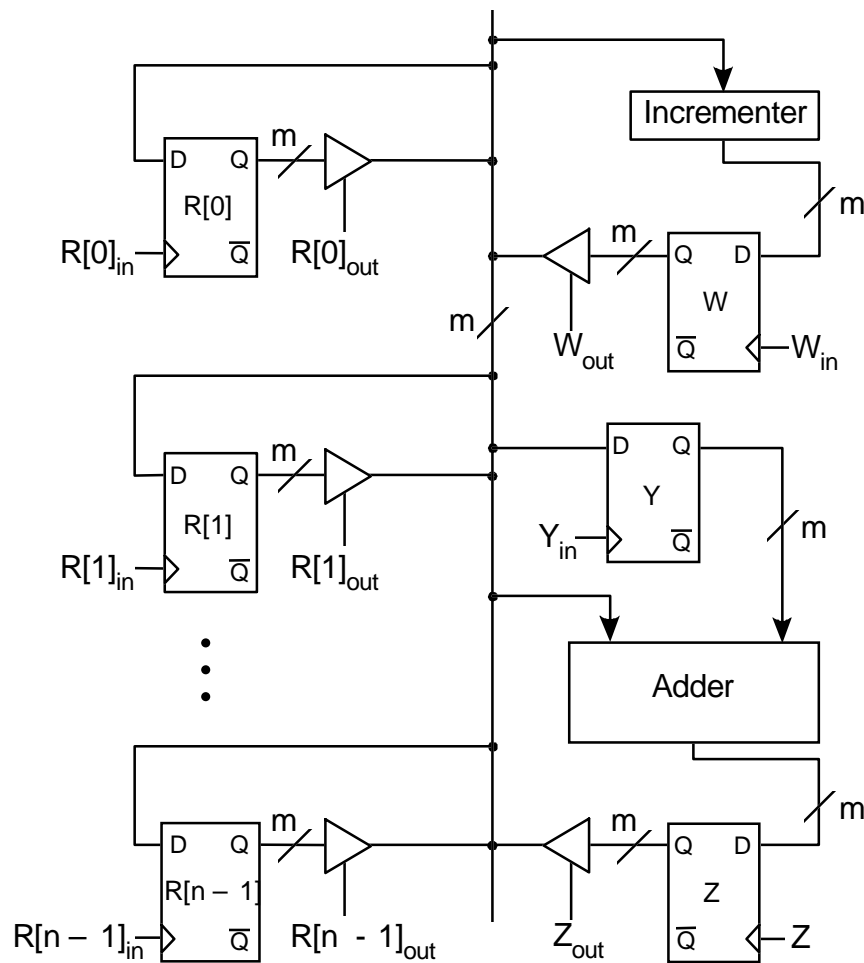 Incrementer
m
D Q
R[0]
Q̅
R[0]in
R[0]out
m
m
Q D
W
Q̅
Wout
Win
m
m
D Q
R[1]
Q̅
R[1]in
R[1]out
D Q
Y
Q̅
Yin
m
Adder
m
m
D Q
R[n – 1]
Q̅
R[n – 1]in
R[n - 1]out
m
Q D
Z
Q̅
Zout
Z